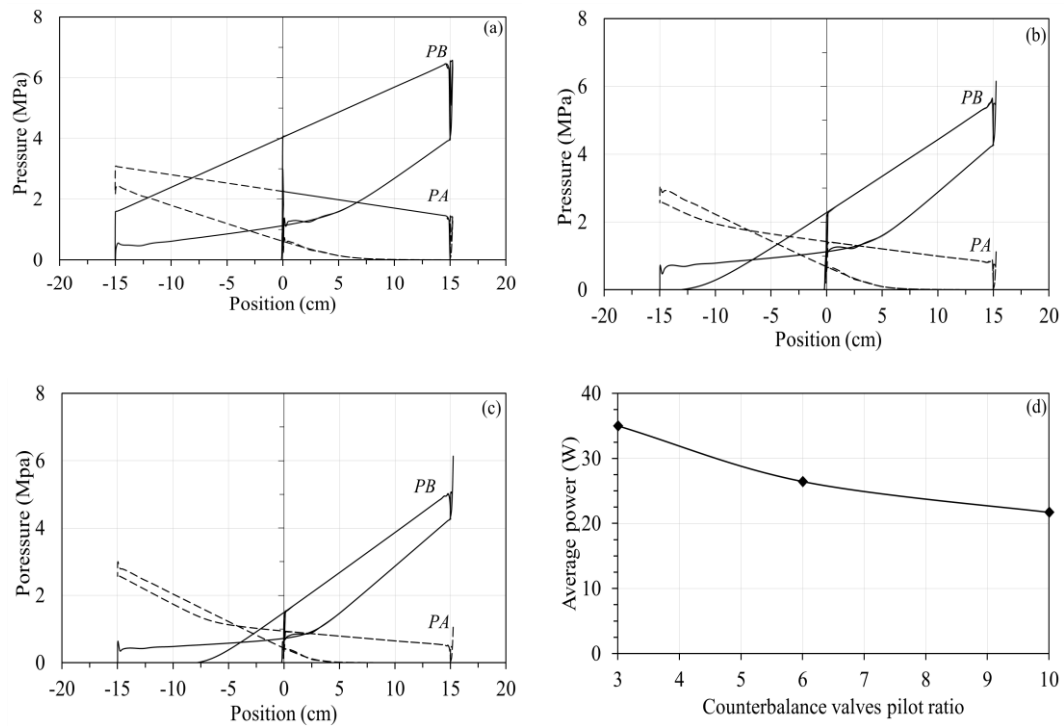 (a)
PB
PA
Pressure (MPa)
8
6
4
2
0
-20 -15 -10 -5 0 5 10 15 20
Position (cm)
(b)
PB
PA
Pressure (MPa)
8
6
4
2
0
-20 -15 -10 -5 0 5 10 15 20
Position (cm)
(c)
PB
PA
Poressure (Mpa)
8
6
4
2
0
-20 -15 -10 -5 0 5 10 15 20
Position (cm)
(d)
Average power (W)
40
30
20
10
0
3 4 5 6 7 8 9 10
Counterbalance valves pilot ratio